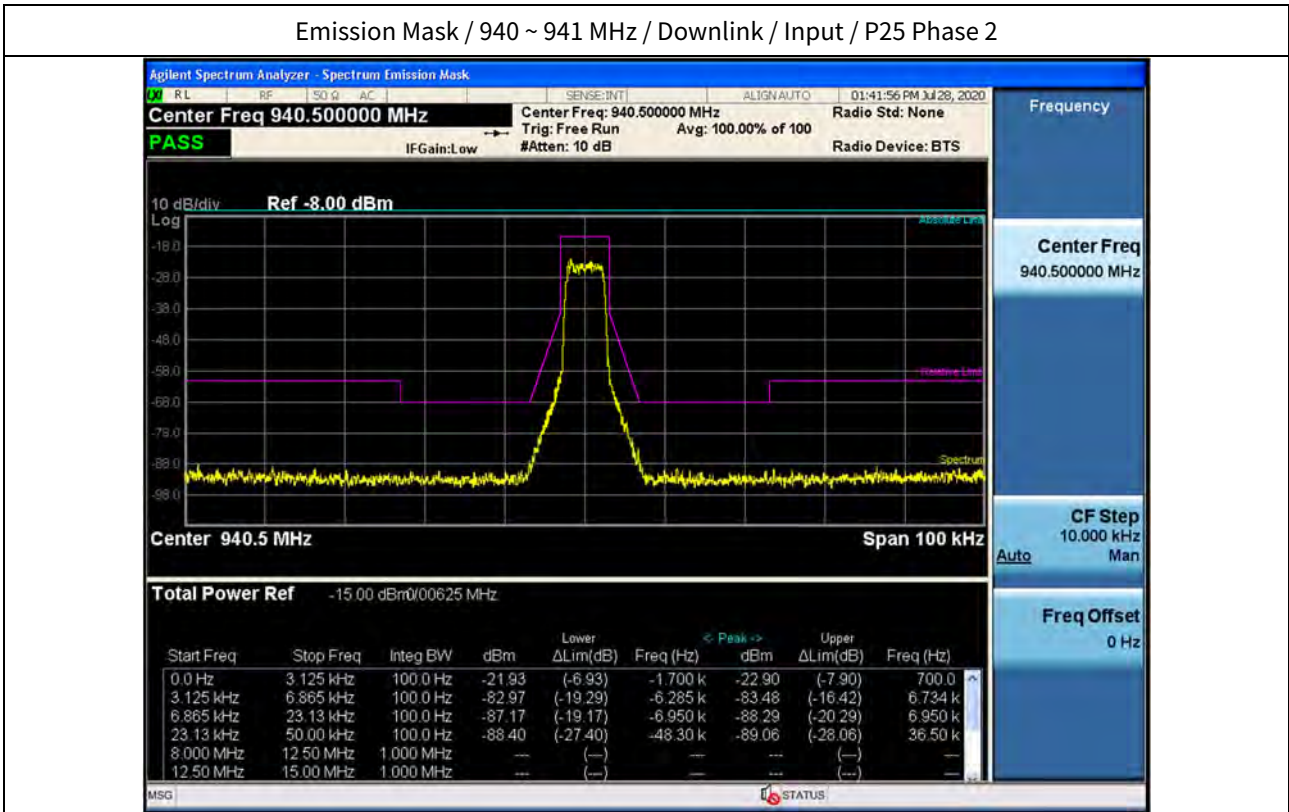 Emission Mask / 940 ~ 941 MHz / Downlink / Input / P25 Phase 2
Agilent Spectrum Analyzer - Spectrum Emission Mask
LXI RL RF 50 Ω AC SENSE:INT ALIGN AUTO 01:41:56 PM Jul 28, 2020
Center Freq 940.500000 MHz
Center Freq: 940.500000 MHz
Radio Std: None
Trig: Free Run Avg: 100.00% of 100
PASS
IFGain:Low
#Atten: 10 dB
Radio Device: BTS
10 dB/div Ref -8.00 dBm
Log
Absolute Limit
-18.0
-28.0
-38.0
-48.0
-58.0
Relative Limit
-68.0
-78.0
-88.0
Spectrum
-98.0
Center 940.5 MHz Span 100 kHz
Total Power Ref -15.00 dBm/0.00625 MHz
Lower <- Peak -> Upper
Start Freq Stop Freq Integ BW dBm ΔLim(dB) Freq (Hz) dBm ΔLim(dB) Freq (Hz)
0.0 Hz 3.125 kHz 100.0 Hz -21.93 (-6.93) -1.700 k -22.90 (-7.90) 700.0
3.125 kHz 6.865 kHz 100.0 Hz -82.97 (-19.29) -6.285 k -83.48 (-16.42) 6.734 k
6.865 kHz 23.13 kHz 100.0 Hz -87.17 (-19.17) -6.950 k -88.29 (-20.29) 6.950 k
23.13 kHz 50.00 kHz 100.0 Hz -88.40 (-27.40) -48.30 k -89.06 (-28.06) 36.50 k
8.000 MHz 12.50 MHz 1.000 MHz --- (---) --- --- (---) ---
12.50 MHz 15.00 MHz 1.000 MHz --- (---) --- --- (---) ---
MSG STATUS
Frequency
Center Freq
940.500000 MHz
CF Step
10.000 kHz
Auto Man
Freq Offset
0 Hz